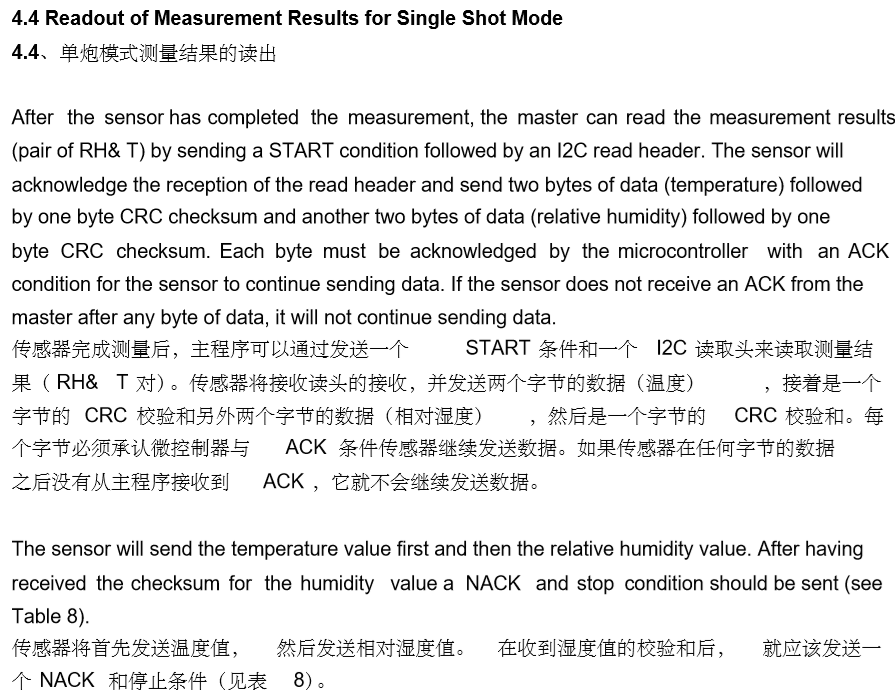 4.4 Readout of Measurement Results for Single Shot Mode
4.4、单炮模式测量结果的读出
After the sensor has completed the measurement, the master can read the measurement results
(pair of RH& T) by sending a START condition followed by an I2C read header. The sensor will
acknowledge the reception of the read header and send two bytes of data (temperature) followed
by one byte CRC checksum and another two bytes of data (relative humidity) followed by one
byte CRC checksum. Each byte must be acknowledged by the microcontroller with an ACK
condition for the sensor to continue sending data. If the sensor does not receive an ACK from the
master after any byte of data, it will not continue sending data.
传感器完成测量后，主程序可以通过发送一个 START 条件和一个 I2C 读取头来读取测量结
果（ RH& T 对）。传感器将接收读头的接收，并发送两个字节的数据（温度） ，接着是一个
字节的 CRC 校验和另外两个字节的数据（相对湿度） ，然后是一个字节的 CRC 校验和。每
个字节必须承认微控制器与 ACK 条件传感器继续发送数据。如果传感器在任何字节的数据
之后没有从主程序接收到 ACK ，它就不会继续发送数据。
The sensor will send the temperature value first and then the relative humidity value. After having
received the checksum for the humidity value a NACK and stop condition should be sent (see
Table 8).
传感器将首先发送温度值， 然后发送相对湿度值。 在收到湿度值的校验和后， 就应该发送一
个 NACK 和停止条件（见表 8）。